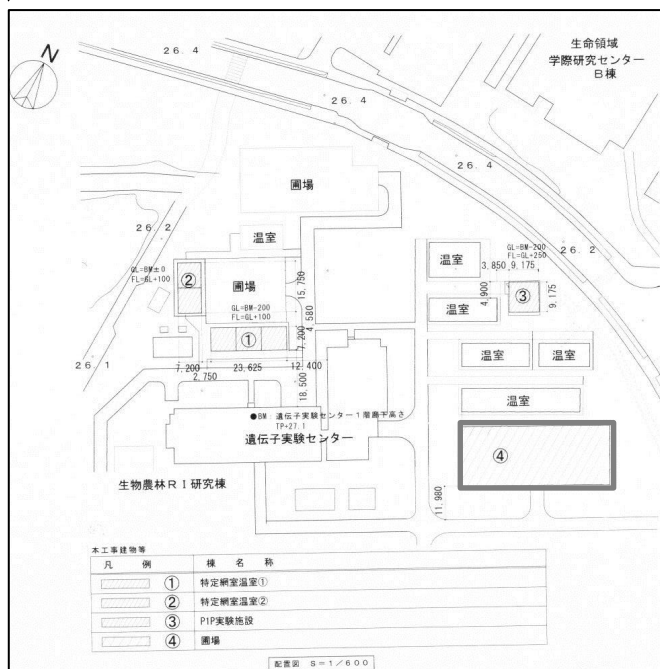 N
26.4
生命領域
学際研究センター
B棟
26.4
26.4
圃場
26.2
温室
26.2
GL=BM-200
FL=GL+250
GL=BM±0
FL=GL+100
②
圃場
15.750
温室
3.850 9.175
③
4.900
9.175
GL=BM-200
FL=GL+100
4.580
温室
①
7.200
26.1
7.200
23.625
12.400
2.750
温室
温室
18.500
温室
●BM：遺伝子実験センター１階廊下高さ
TP+27.1
遺伝子実験センター
④
生物農林ＲＩ研究棟
11.980
本工事建物等
凡 例
棟 名 称
① 特定網室温室①
② 特定網室温室②
③ P1P実験施設
④ 圃場
配置図 S＝1／600